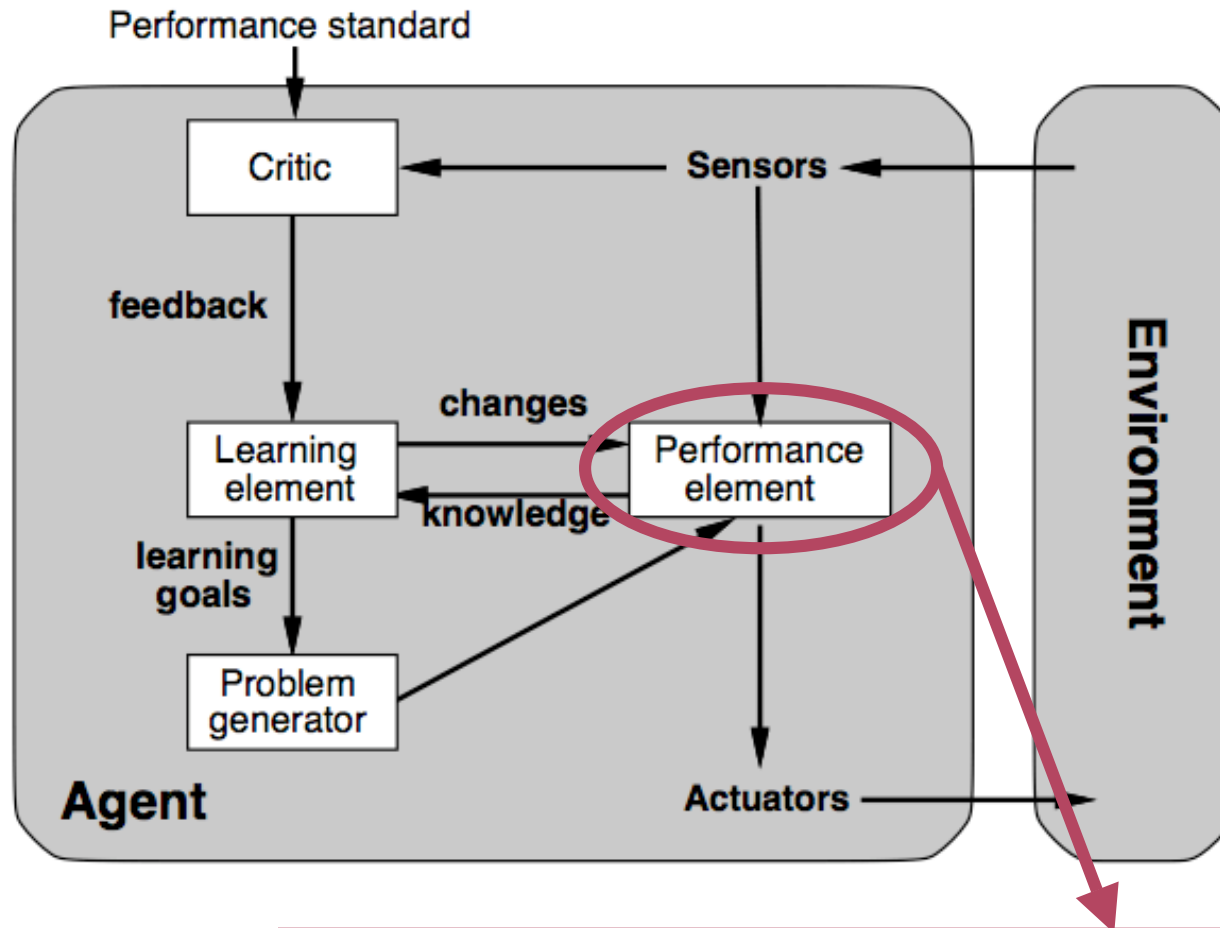 Performance standard
Critic
Sensors
feedback
changes
Learning
element
Performance
element
knowledge
learning
goals
Problem
generator
Agent
Actuators
Environment